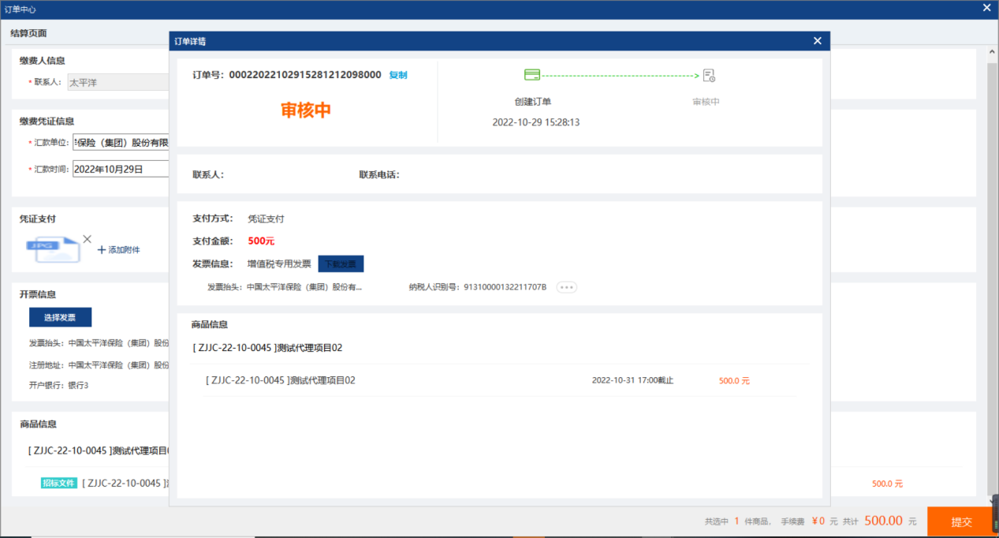 订单中心
结算页面
缴费人信息
* 联系人: 太平洋
缴费凭证信息
* 汇款单位: 保险（集团）股份有限
* 汇款时间: 2022年10月29日
凭证支付
JPG
添加附件
开票信息
选择发票
发票抬头: 中国太平洋保险（集团）股份
注册地址: 中国太平洋保险（集团）股份
开户银行: 银行3
商品信息
[ ZJJC-22-10-0045 ]测试代理项目
招标文件 [ ZJJC-22-10-0045 ]
500.0 元
订单详情
订单号: 00022022102915281212098000 复制
审核中
创建订单
2022-10-29 15:28:13
审核中
联系人:
联系电话:
支付方式: 凭证支付
支付金额: 500元
发票信息: 增值税专用发票 下载发票
发票抬头: 中国太平洋保险（集团）股份有...
纳税人识别号: 91310000132211707B
商品信息
[ ZJJC-22-10-0045 ]测试代理项目02
[ ZJJC-22-10-0045 ]测试代理项目02 2022-10-31 17:00截止 500.0 元
共选中 1 件商品, 手续费 ¥0 元 共计 500.00 元
提交